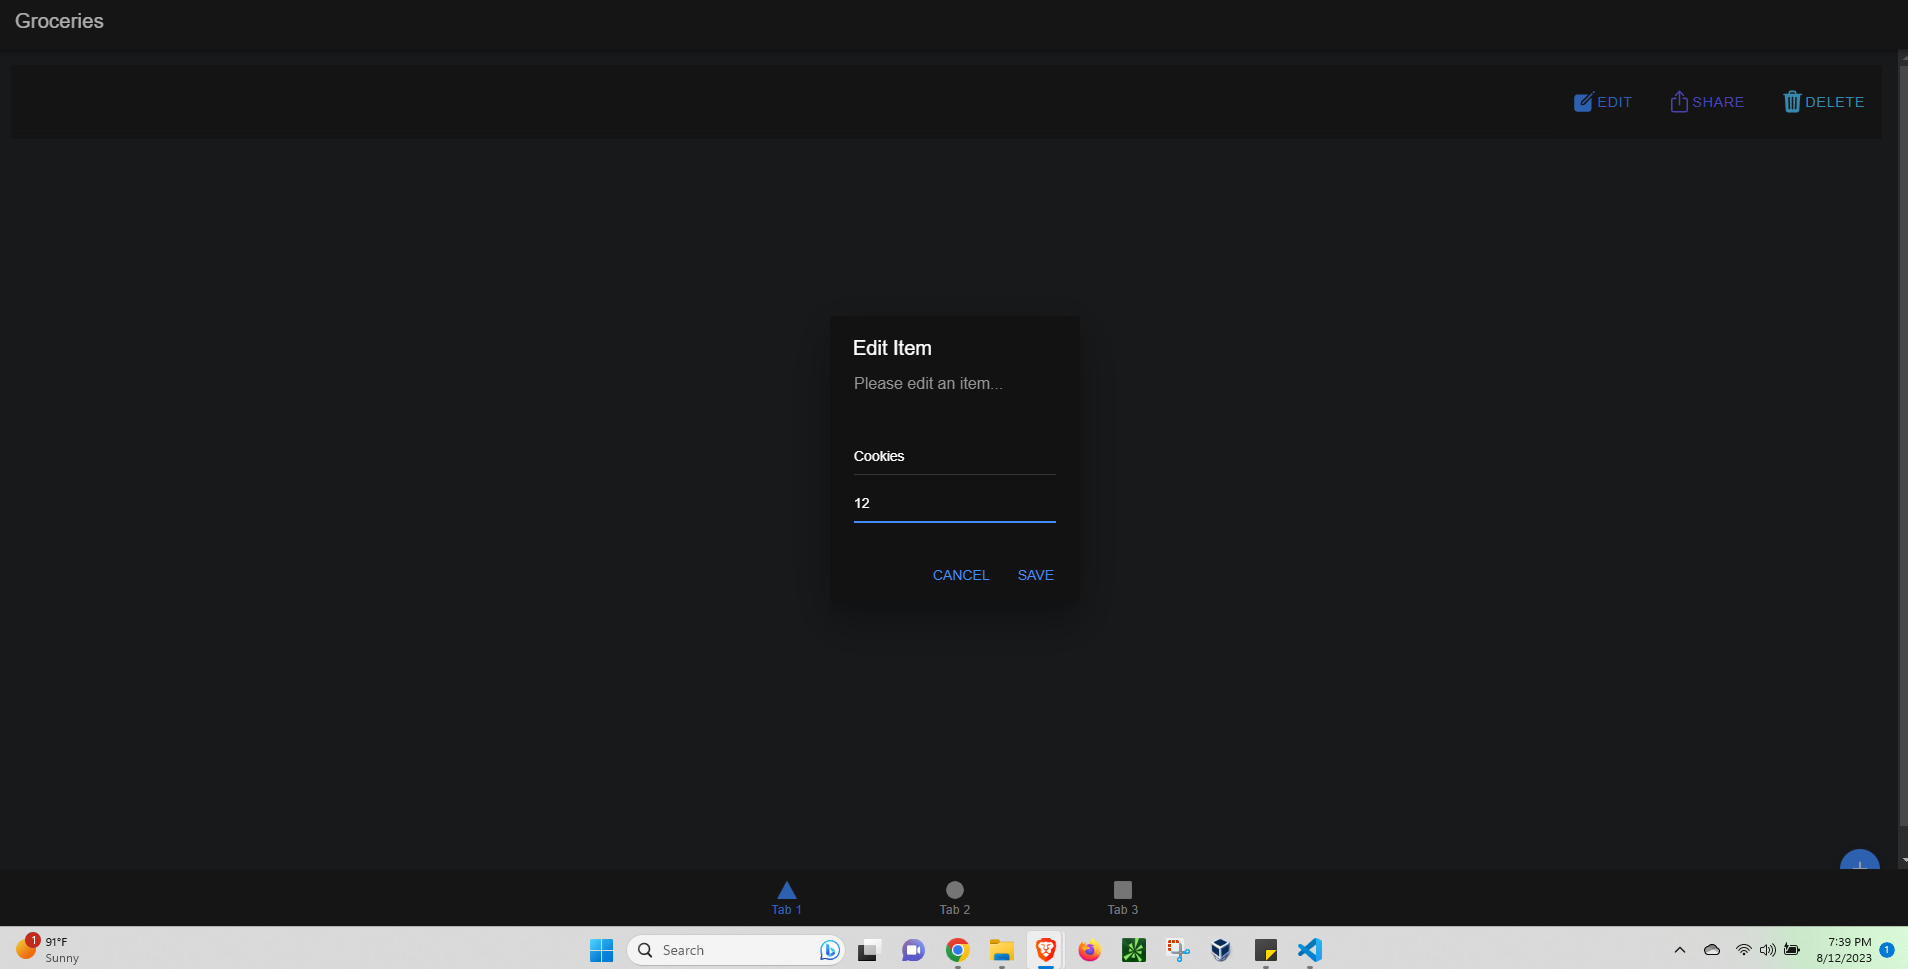 Groceries
EDIT
SHARE
DELETE
Edit Item
Please edit an item...
Cookies
12
CANCEL
SAVE
Tab 1
Tab 2
Tab 3
1
91°F
Sunny
Search
7:39 PM
8/12/2023
1